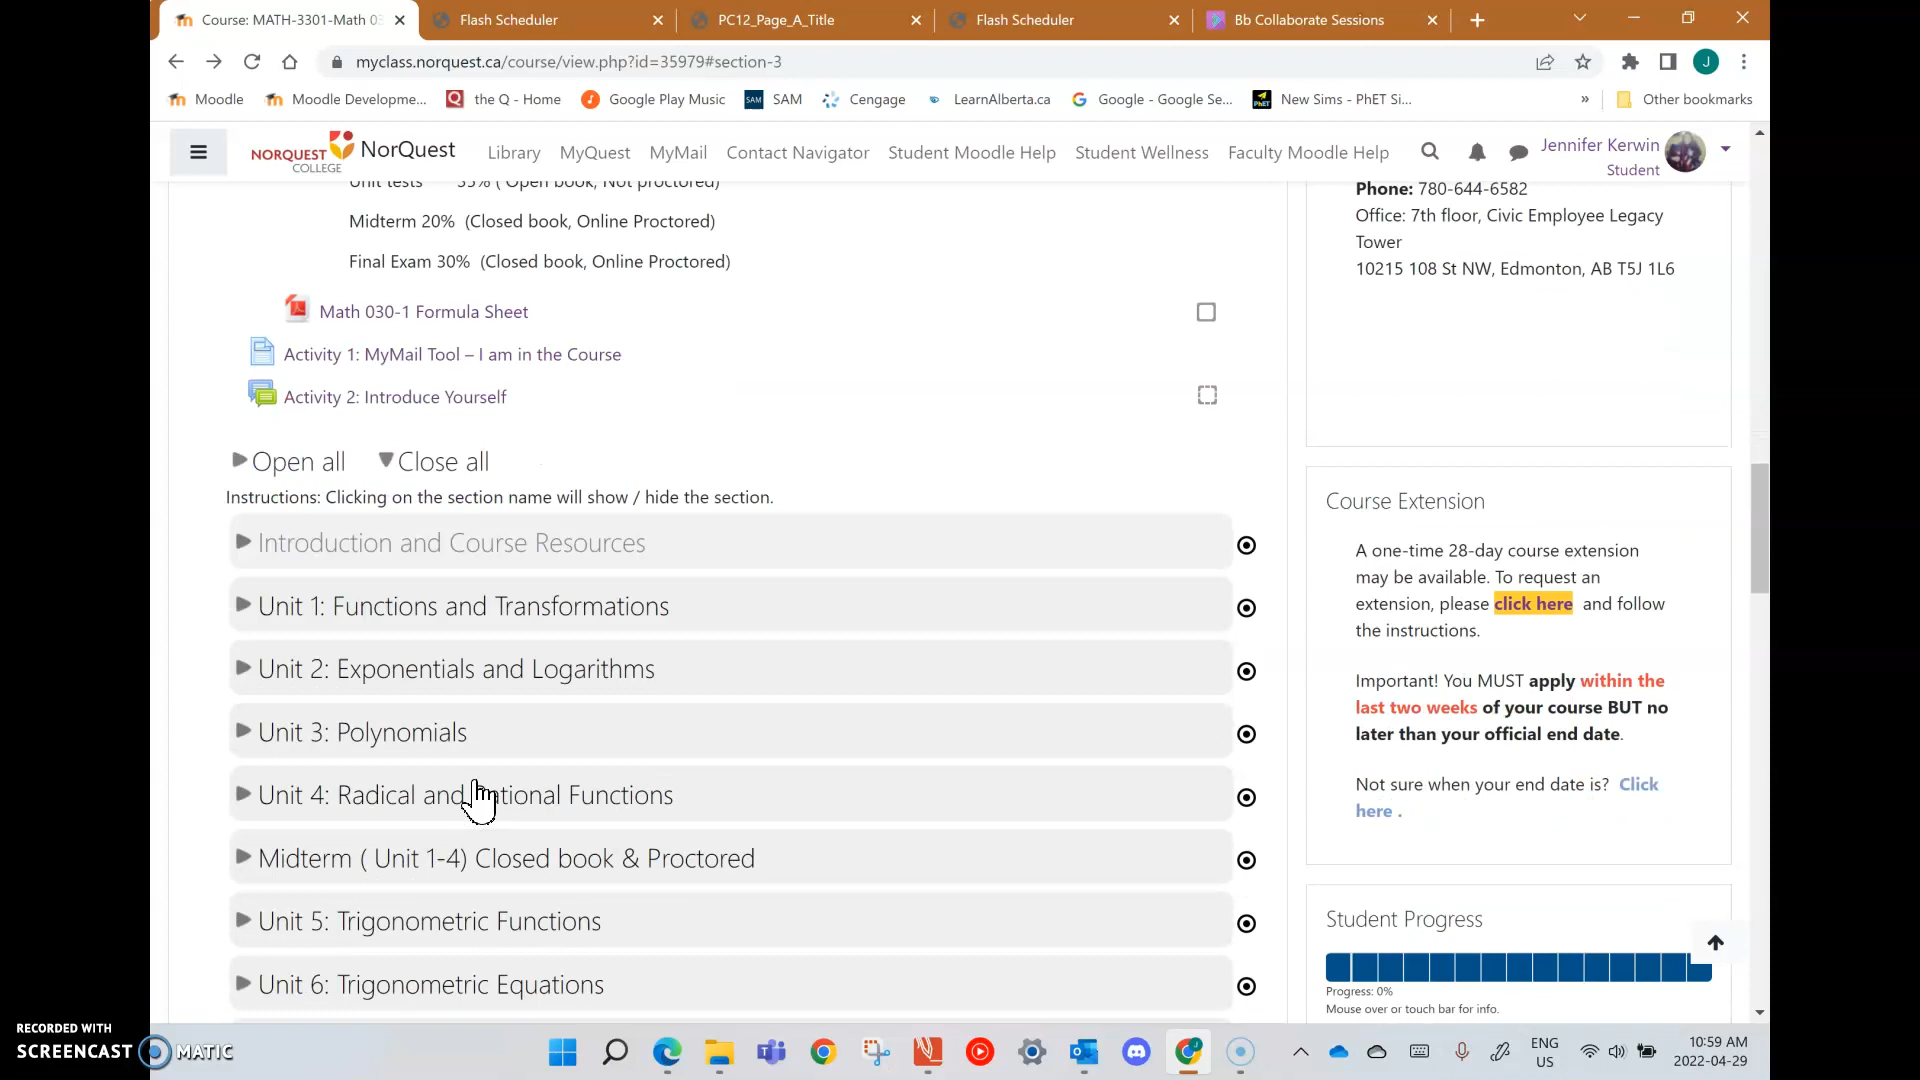 Course: MATH-3301-Math 03
Flash Scheduler
PC12_Page_A_Title
Flash Scheduler
Bb Collaborate Sessions
myclass.norquest.ca/course/view.php?id=35979#section-3
J
Moodle
Moodle Developme...
the Q - Home
Google Play Music
SAM
SAM
Cengage
LearnAlberta.ca
Google - Google Se...
New Sims - PhET Si...
»
Other bookmarks
NORQUEST
COLLEGE
NorQuest
Library
MyQuest
MyMail
Contact Navigator
Student Moodle Help
Student Wellness
Faculty Moodle Help
Jennifer Kerwin
Student
Unit tests 35% ( Open book, Not proctored)
Midterm 20% (Closed book, Online Proctored)
Final Exam 30% (Closed book, Online Proctored)
Math 030-1 Formula Sheet
Activity 1: MyMail Tool – I am in the Course
Activity 2: Introduce Yourself
Open all
Close all
Instructions: Clicking on the section name will show / hide the section.
Introduction and Course Resources
Unit 1: Functions and Transformations
Unit 2: Exponentials and Logarithms
Unit 3: Polynomials
Unit 4: Radical and tional Functions
Midterm ( Unit 1-4) Closed book & Proctored
Unit 5: Trigonometric Functions
Unit 6: Trigonometric Equations
Phone: 780-644-6582
Office: 7th floor, Civic Employee Legacy
Tower
10215 108 St NW, Edmonton, AB T5J 1L6
Course Extension
A one-time 28-day course extension
may be available. To request an
extension, please click here and follow
the instructions.
Important! You MUST apply within the
last two weeks of your course BUT no
later than your official end date.
Not sure when your end date is? Click
here .
Student Progress
Progress: 0%
Mouse over or touch bar for info.
RECORDED WITH
SCREENCAST MATIC
ENG
US
10:59 AM
2022-04-29